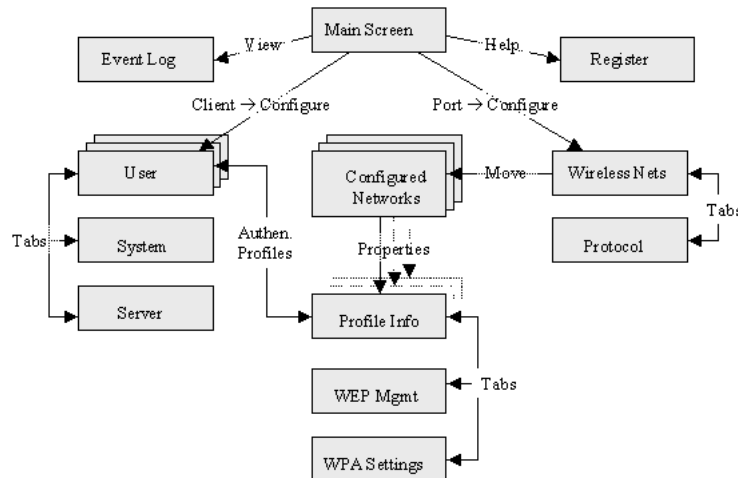 Main Screen
View
Help
Event Log
Register
Client → Configure
Port → Configure
User
Configured
Networks
Move
Wireless Nets
Tabs
Tabs
System
Authen.
Profiles
Properties
Protocol
Server
Profile Info
WEP Mgmt
Tabs
WPA Settings